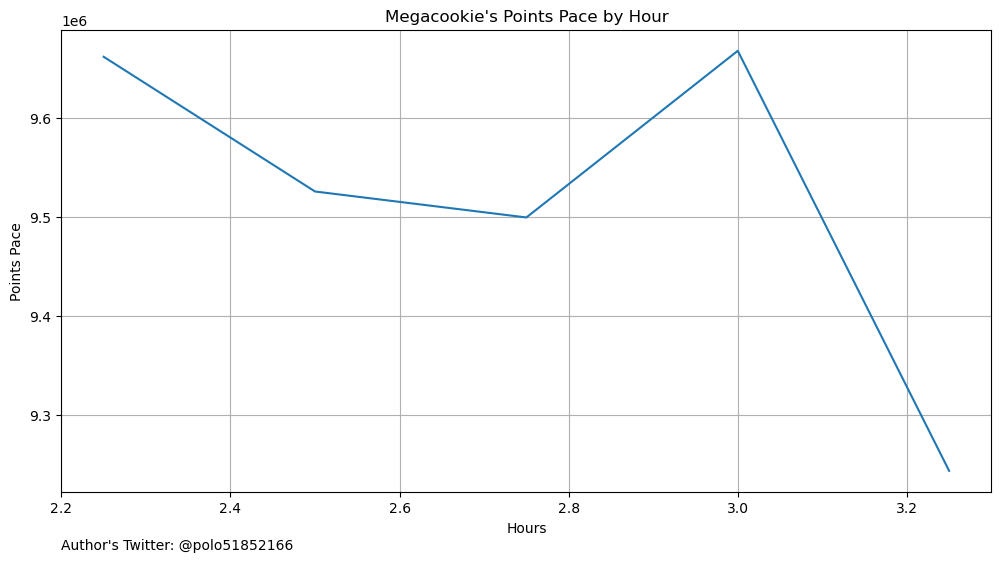 Megacookie's Points Pace by Hour
1e6
9.6
9.5
9.4
9.3
Points Pace
2.2 2.4 2.6 2.8 3.0 3.2
Hours
Author's Twitter: @polo51852166